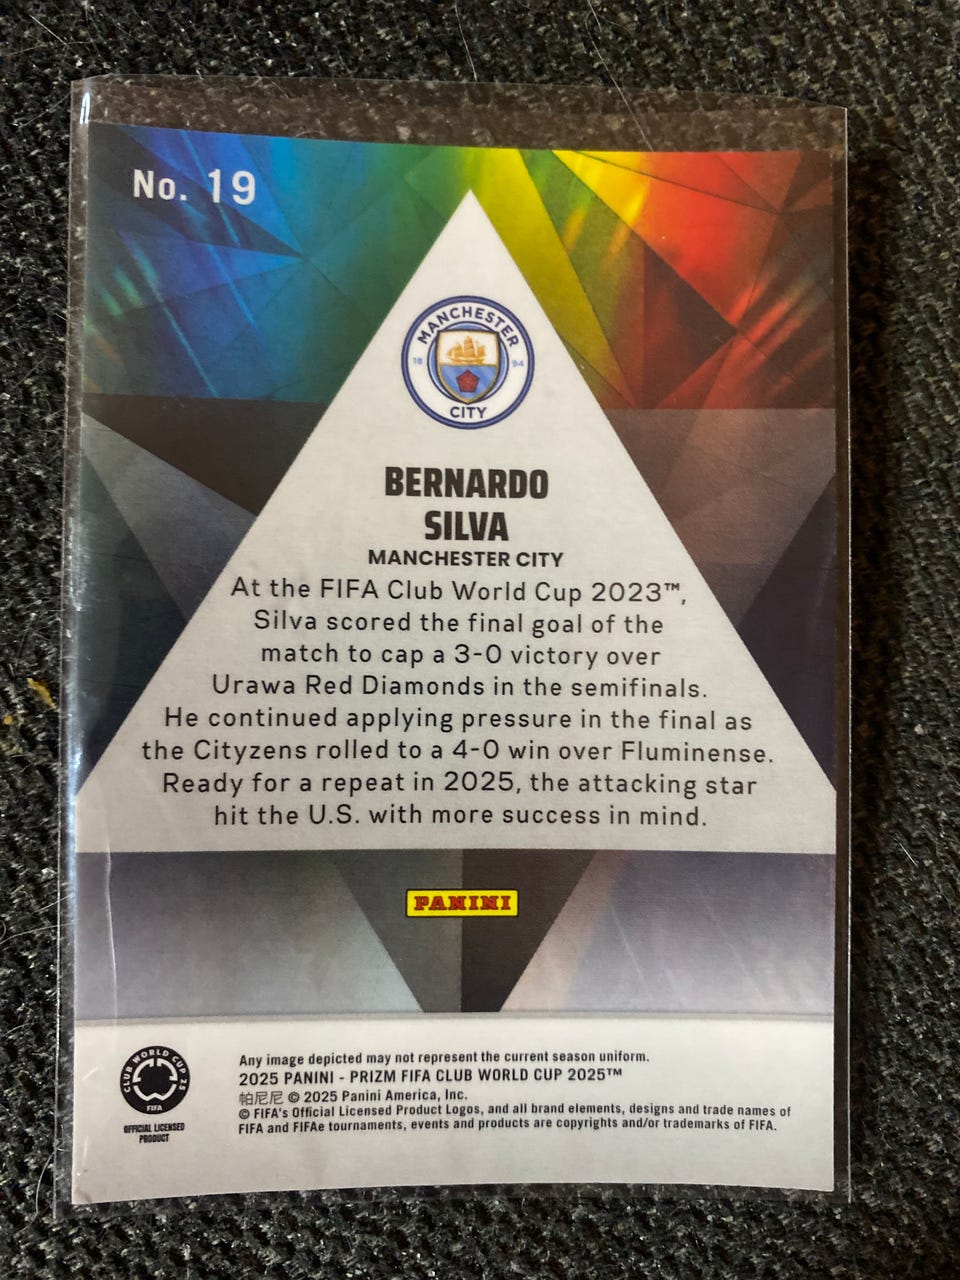 No. 19
MANCHESTER
18 94
CITY
BERNARDO
SILVA
MANCHESTER CITY
At the FIFA Club World Cup 2023™,
Silva scored the final goal of the
match to cap a 3-0 victory over
Urawa Red Diamonds in the semifinals.
He continued applying pressure in the final as
the Cityzens rolled to a 4-0 win over Fluminense.
Ready for a repeat in 2025, the attacking star
hit the U.S. with more success in mind.
PANINI
CLUB WORLD CUP 25
FIFA
OFFICIAL LICENSED
PRODUCT
Any image depicted may not represent the current season uniform.
2025 PANINI - PRIZM FIFA CLUB WORLD CUP 2025™
帕尼尼 © 2025 Panini America, Inc.
© FIFA's Official Licensed Product Logos, and all brand elements, designs and trade names of
FIFA and FIFAe tournaments, events and products are copyrights and/or trademarks of FIFA.